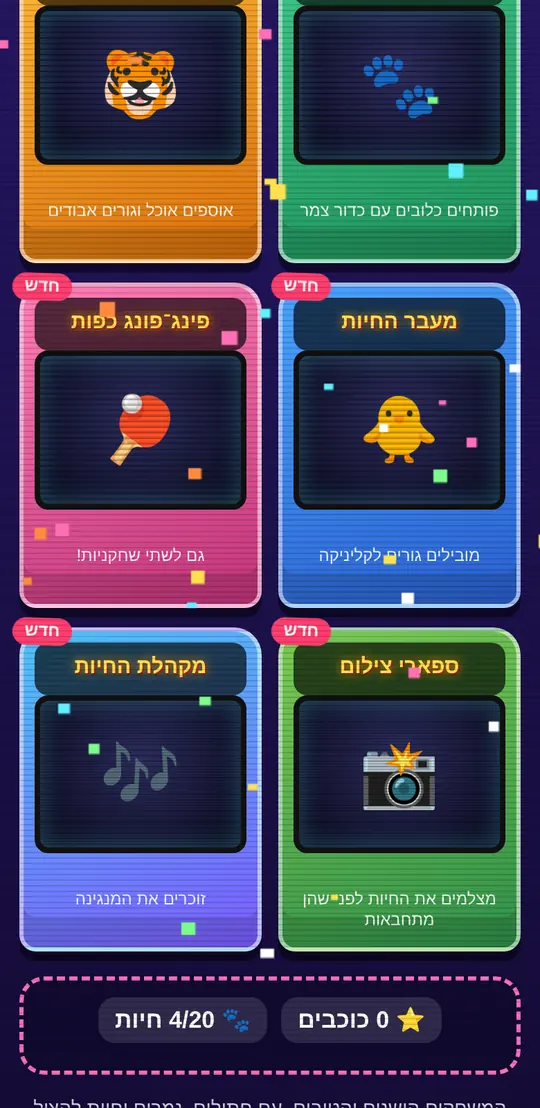 פותחים כלובים עם כדור צמר
אוספים אוכל וגורים אבודים
חדש
מעבר החיות
מובילים גורים לקליניקה
חדש
פינג־פונג כפות
גם לשתי שחקניות!
חדש
ספארי צילום
מצלמים את החיות לפני שהן
מתחבאות
חדש
מקהלת החיות
זוכרים את המנגינה
0 כוכבים
4/20 חיות